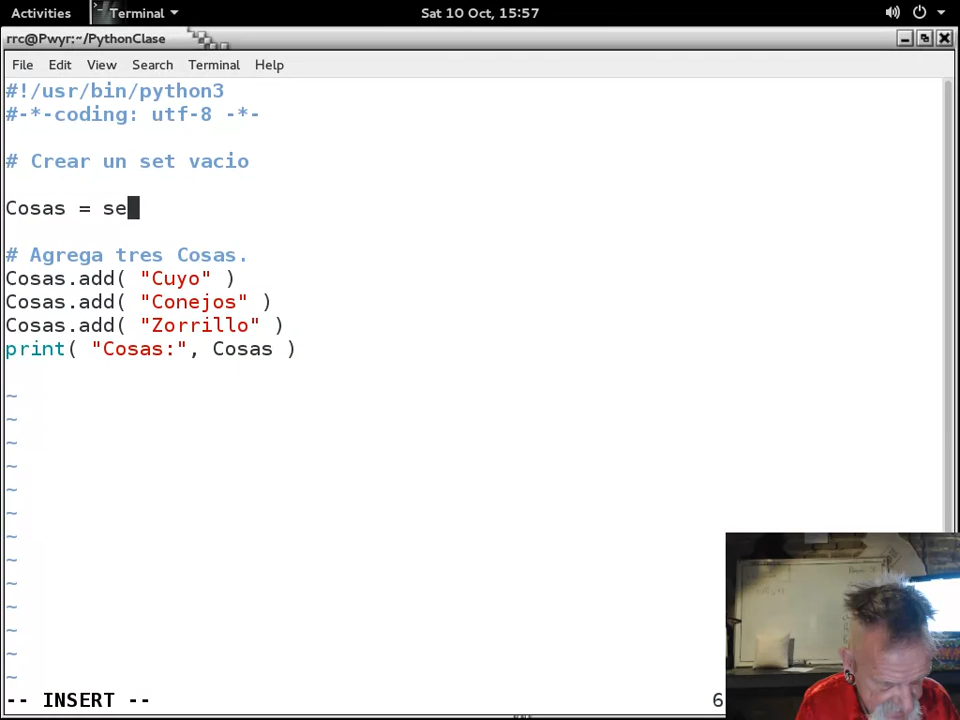 Activities Terminal Sat 10 Oct, 15:57
rrc@Pwyr:~/PythonClase
File Edit View Search Terminal Help
#!/usr/bin/python3
#-*-coding: utf-8 -*-
# Crear un set vacio
Cosas = se
# Agrega tres Cosas.
Cosas.add( "Cuyo" )
Cosas.add( "Conejos" )
Cosas.add( "Zorrillo" )
print( "Cosas:", Cosas )
~
~
~
~
~
~
~
~
~
~
~
~
~
-- INSERT -- 6